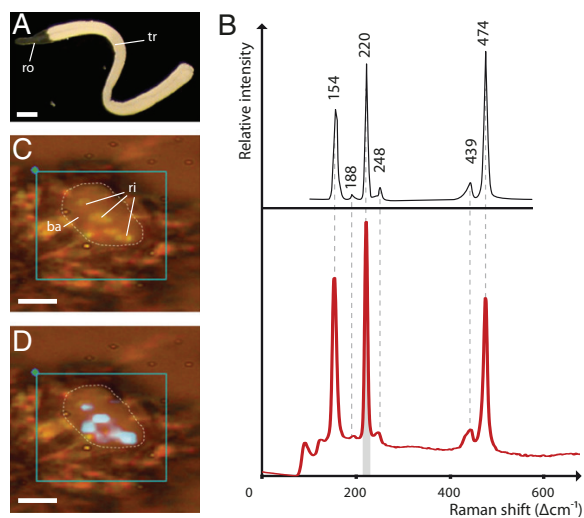 A
tr
ro
C
ri
ba
D
B
Relative intensity
154
188
220
248
439
474
0
200
400
600
Raman shift (Δcm⁻¹)